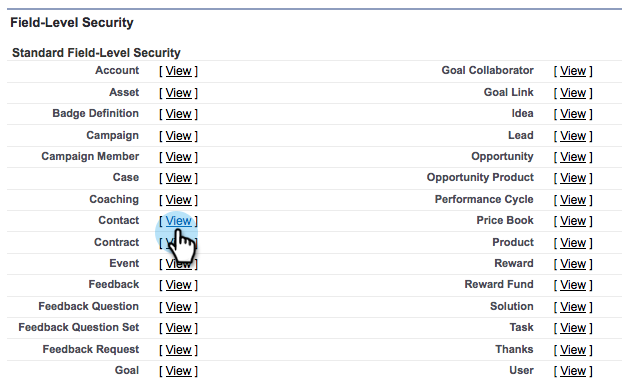 Field-Level Security
Standard Field-Level Security
Account [ View ] Goal Collaborator [ View ]
Asset [ View ] Goal Link [ View ]
Badge Definition [ View ] Idea [ View ]
Campaign [ View ] Lead [ View ]
Campaign Member [ View ] Opportunity [ View ]
Case [ View ] Opportunity Product [ View ]
Coaching [ View ] Performance Cycle [ View ]
Contact [ View ] Price Book [ View ]
Contract [ View ] Product [ View ]
Event [ View ] Reward [ View ]
Feedback [ View ] Reward Fund [ View ]
Feedback Question [ View ] Solution [ View ]
Feedback Question Set [ View ] Task [ View ]
Feedback Request [ View ] Thanks [ View ]
Goal [ View ] User [ View ]